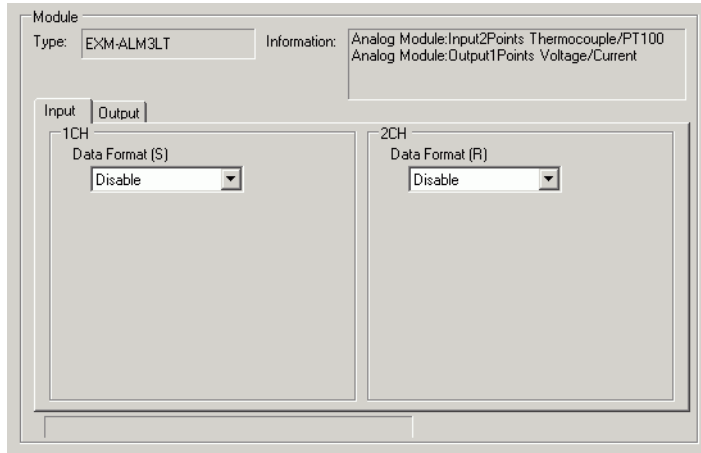 Module
Type: EXM-ALM3LT Information: Analog Module:Input2Points Thermocouple/PT100
Analog Module:Output1Points Voltage/Current
Input Output
1CH 2CH
Data Format (S) Data Format (R)
Disable Disable